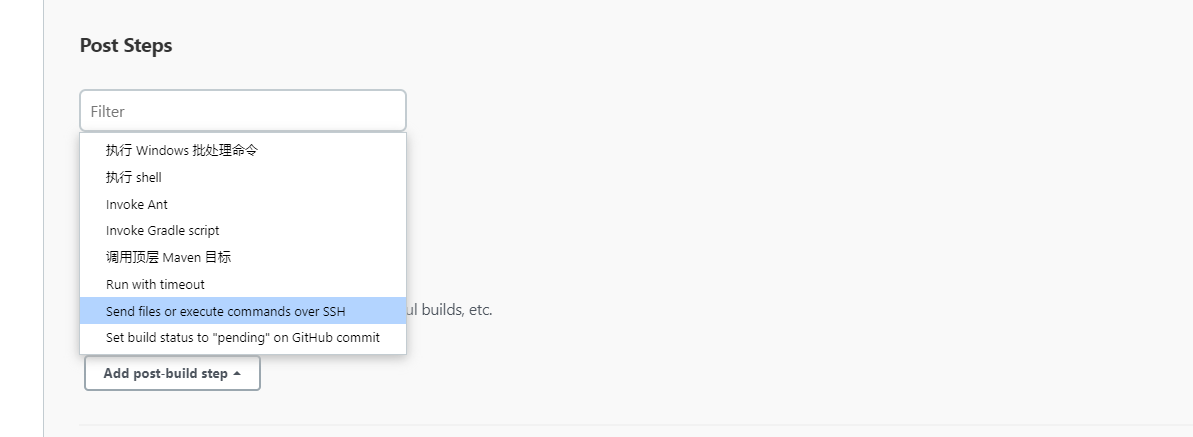 Post Steps
Filter
执行 Windows 批处理命令
执行 shell
Invoke Ant
Invoke Gradle script
调用顶层 Maven 目标
Run with timeout
Send files or execute commands over SSH
ul builds, etc.
Set build status to "pending" on GitHub commit
Add post-build step